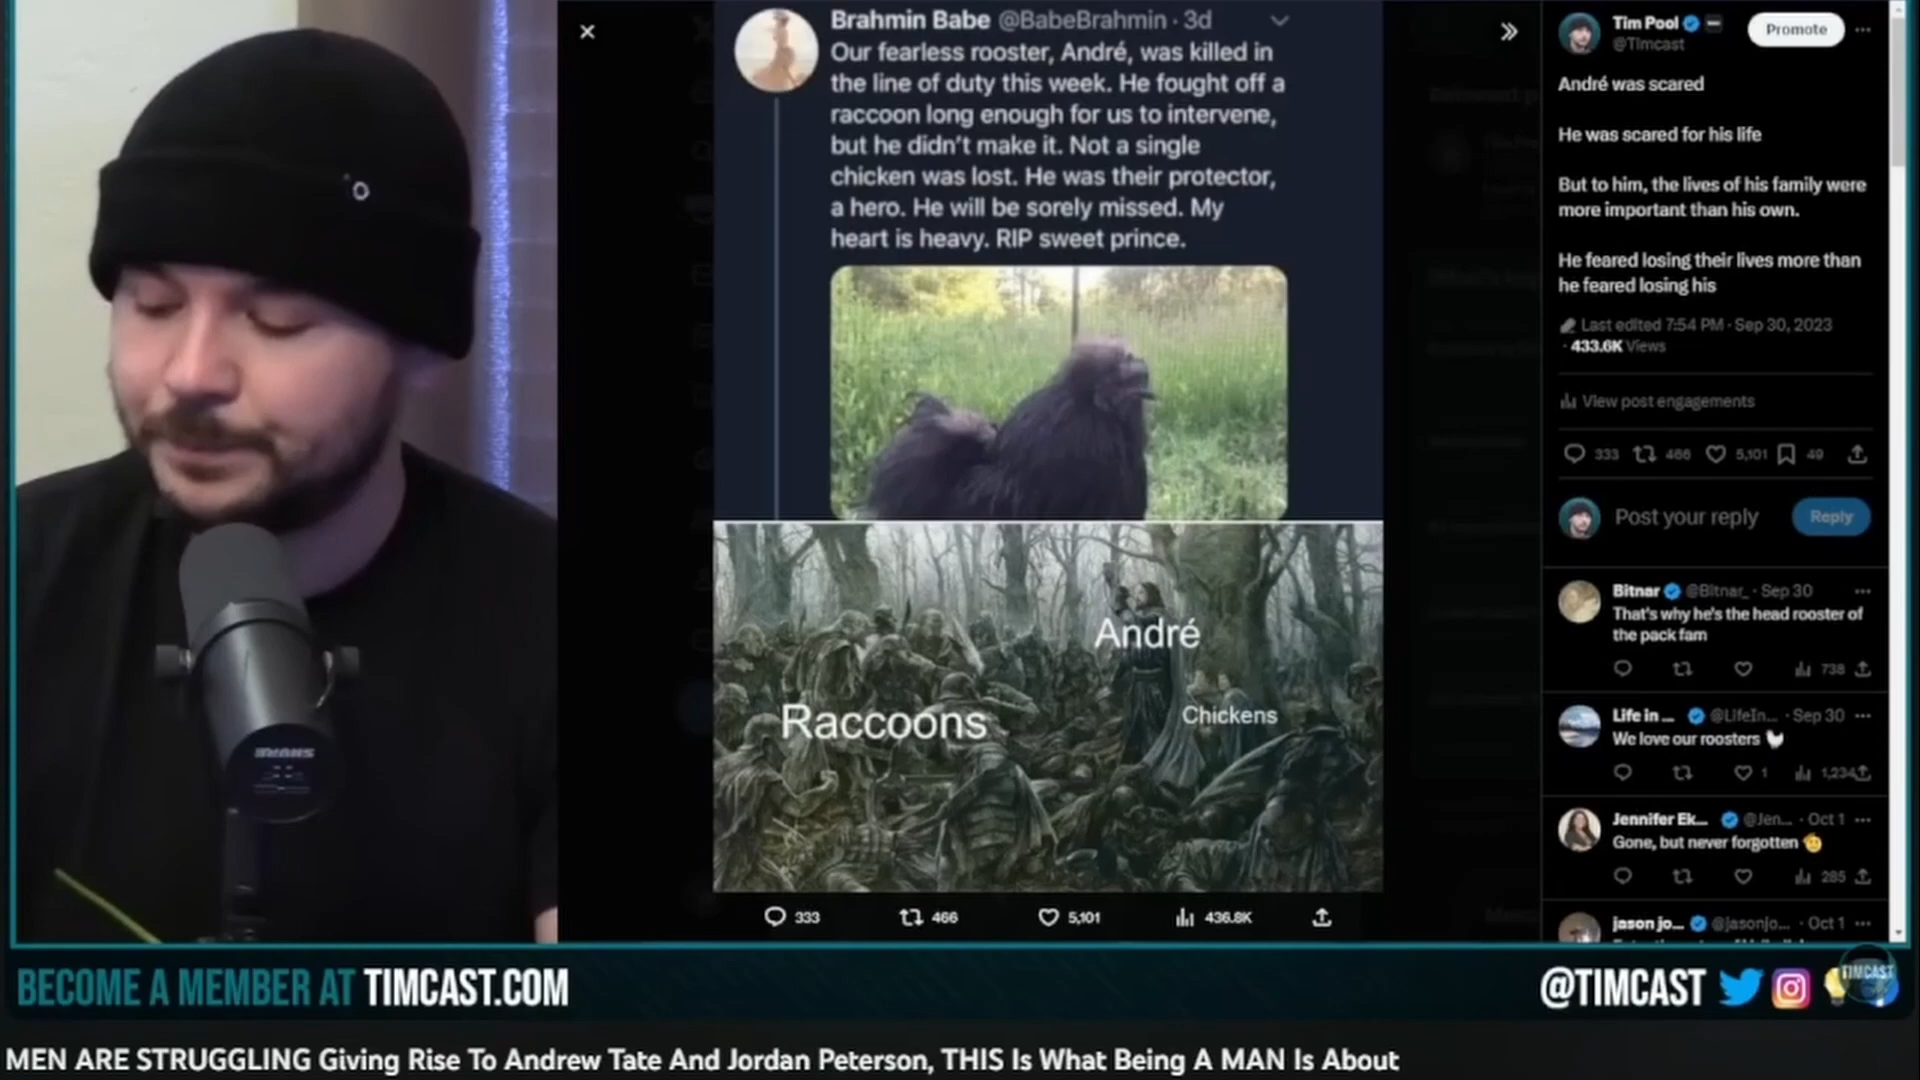 Brahmin Babe @BabeBrahmin · 3d
Our fearless rooster, André, was killed in
the line of duty this week. He fought off a
raccoon long enough for us to intervene,
but he didn't make it. Not a single
chicken was lost. He was their protector,
a hero. He will be sorely missed. My
heart is heavy. RIP sweet prince.
André
Raccoons
Chickens
333 466 5,101 436.8K
Tim Pool
@Timcast
Promote
André was scared
He was scared for his life
But to him, the lives of his family were
more important than his own.
He feared losing their lives more than
he feared losing his
Last edited 7:54 PM · Sep 30, 2023
· 433.6K Views
View post engagements
333 466 5,101 49
Post your reply
Reply
Bitnar @Bitnar_ · Sep 30
That's why he's the head rooster of
the pack fam
738
Life in ... @LifeIn... · Sep 30
We love our roosters
1 1,234
Jennifer Ek... @Jen... · Oct 1
Gone, but never forgotten
285
jason jo... @jasonjo... · Oct 1
BECOME A MEMBER AT TIMCAST.COM
@TIMCAST
TIMCAST
MEN ARE STRUGGLING Giving Rise To Andrew Tate And Jordan Peterson, THIS Is What Being A MAN Is About